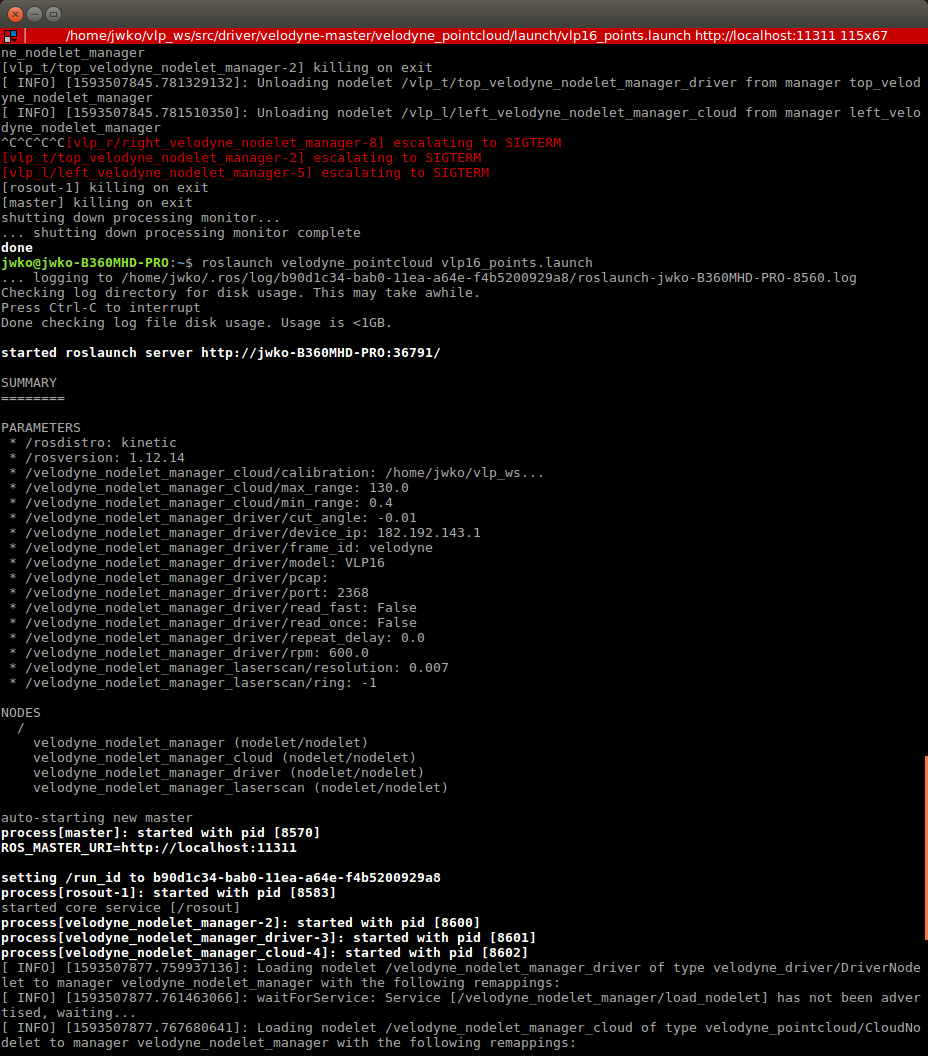 /home/jwko/vlp_ws/src/driver/velodyne-master/velodyne_pointcloud/launch/vlp16_points.launch http://localhost:11311 115x67
ne_nodelet_manager
[vlp_t/top_velodyne_nodelet_manager-2] killing on exit
[ INFO] [1593507845.781329132]: Unloading nodelet /vlp_t/top_velodyne_nodelet_manager_driver from manager top_velod
yne_nodelet_manager
[ INFO] [1593507845.781510350]: Unloading nodelet /vlp_l/left_velodyne_nodelet_manager_cloud from manager left_velo
dyne_nodelet_manager
^C^C^C^C[vlp_r/right_velodyne_nodelet_manager-8] escalating to SIGTERM
[vlp_t/top_velodyne_nodelet_manager-2] escalating to SIGTERM
[vlp_l/left_velodyne_nodelet_manager-5] escalating to SIGTERM
[rosout-1] killing on exit
[master] killing on exit
shutting down processing monitor...
... shutting down processing monitor complete
done
jwko@jwko-B360MHD-PRO:~$ roslaunch velodyne_pointcloud vlp16_points.launch
... logging to /home/jwko/.ros/log/b90d1c34-bab0-11ea-a64e-f4b5200929a8/roslaunch-jwko-B360MHD-PRO-8560.log
Checking log directory for disk usage. This may take awhile.
Press Ctrl-C to interrupt
Done checking log file disk usage. Usage is <1GB.
started roslaunch server http://jwko-B360MHD-PRO:36791/
SUMMARY
========
PARAMETERS
 * /rosdistro: kinetic
 * /rosversion: 1.12.14
 * /velodyne_nodelet_manager_cloud/calibration: /home/jwko/vlp_ws...
 * /velodyne_nodelet_manager_cloud/max_range: 130.0
 * /velodyne_nodelet_manager_cloud/min_range: 0.4
 * /velodyne_nodelet_manager_driver/cut_angle: -0.01
 * /velodyne_nodelet_manager_driver/device_ip: 182.192.143.1
 * /velodyne_nodelet_manager_driver/frame_id: velodyne
 * /velodyne_nodelet_manager_driver/model: VLP16
 * /velodyne_nodelet_manager_driver/pcap:
 * /velodyne_nodelet_manager_driver/port: 2368
 * /velodyne_nodelet_manager_driver/read_fast: False
 * /velodyne_nodelet_manager_driver/read_once: False
 * /velodyne_nodelet_manager_driver/repeat_delay: 0.0
 * /velodyne_nodelet_manager_driver/rpm: 600.0
 * /velodyne_nodelet_manager_laserscan/resolution: 0.007
 * /velodyne_nodelet_manager_laserscan/ring: -1
NODES
  /
    velodyne_nodelet_manager (nodelet/nodelet)
    velodyne_nodelet_manager_cloud (nodelet/nodelet)
    velodyne_nodelet_manager_driver (nodelet/nodelet)
    velodyne_nodelet_manager_laserscan (nodelet/nodelet)
auto-starting new master
process[master]: started with pid [8570]
ROS_MASTER_URI=http://localhost:11311
setting /run_id to b90d1c34-bab0-11ea-a64e-f4b5200929a8
process[rosout-1]: started with pid [8583]
started core service [/rosout]
process[velodyne_nodelet_manager-2]: started with pid [8600]
process[velodyne_nodelet_manager_driver-3]: started with pid [8601]
process[velodyne_nodelet_manager_cloud-4]: started with pid [8602]
[ INFO] [1593507877.759937136]: Loading nodelet /velodyne_nodelet_manager_driver of type velodyne_driver/DriverNode
let to manager velodyne_nodelet_manager with the following remappings:
[ INFO] [1593507877.761463066]: waitForService: Service [/velodyne_nodelet_manager/load_nodelet] has not been adver
tised, waiting...
[ INFO] [1593507877.767680641]: Loading nodelet /velodyne_nodelet_manager_cloud of type velodyne_pointcloud/CloudNo
delet to manager velodyne_nodelet_manager with the following remappings: